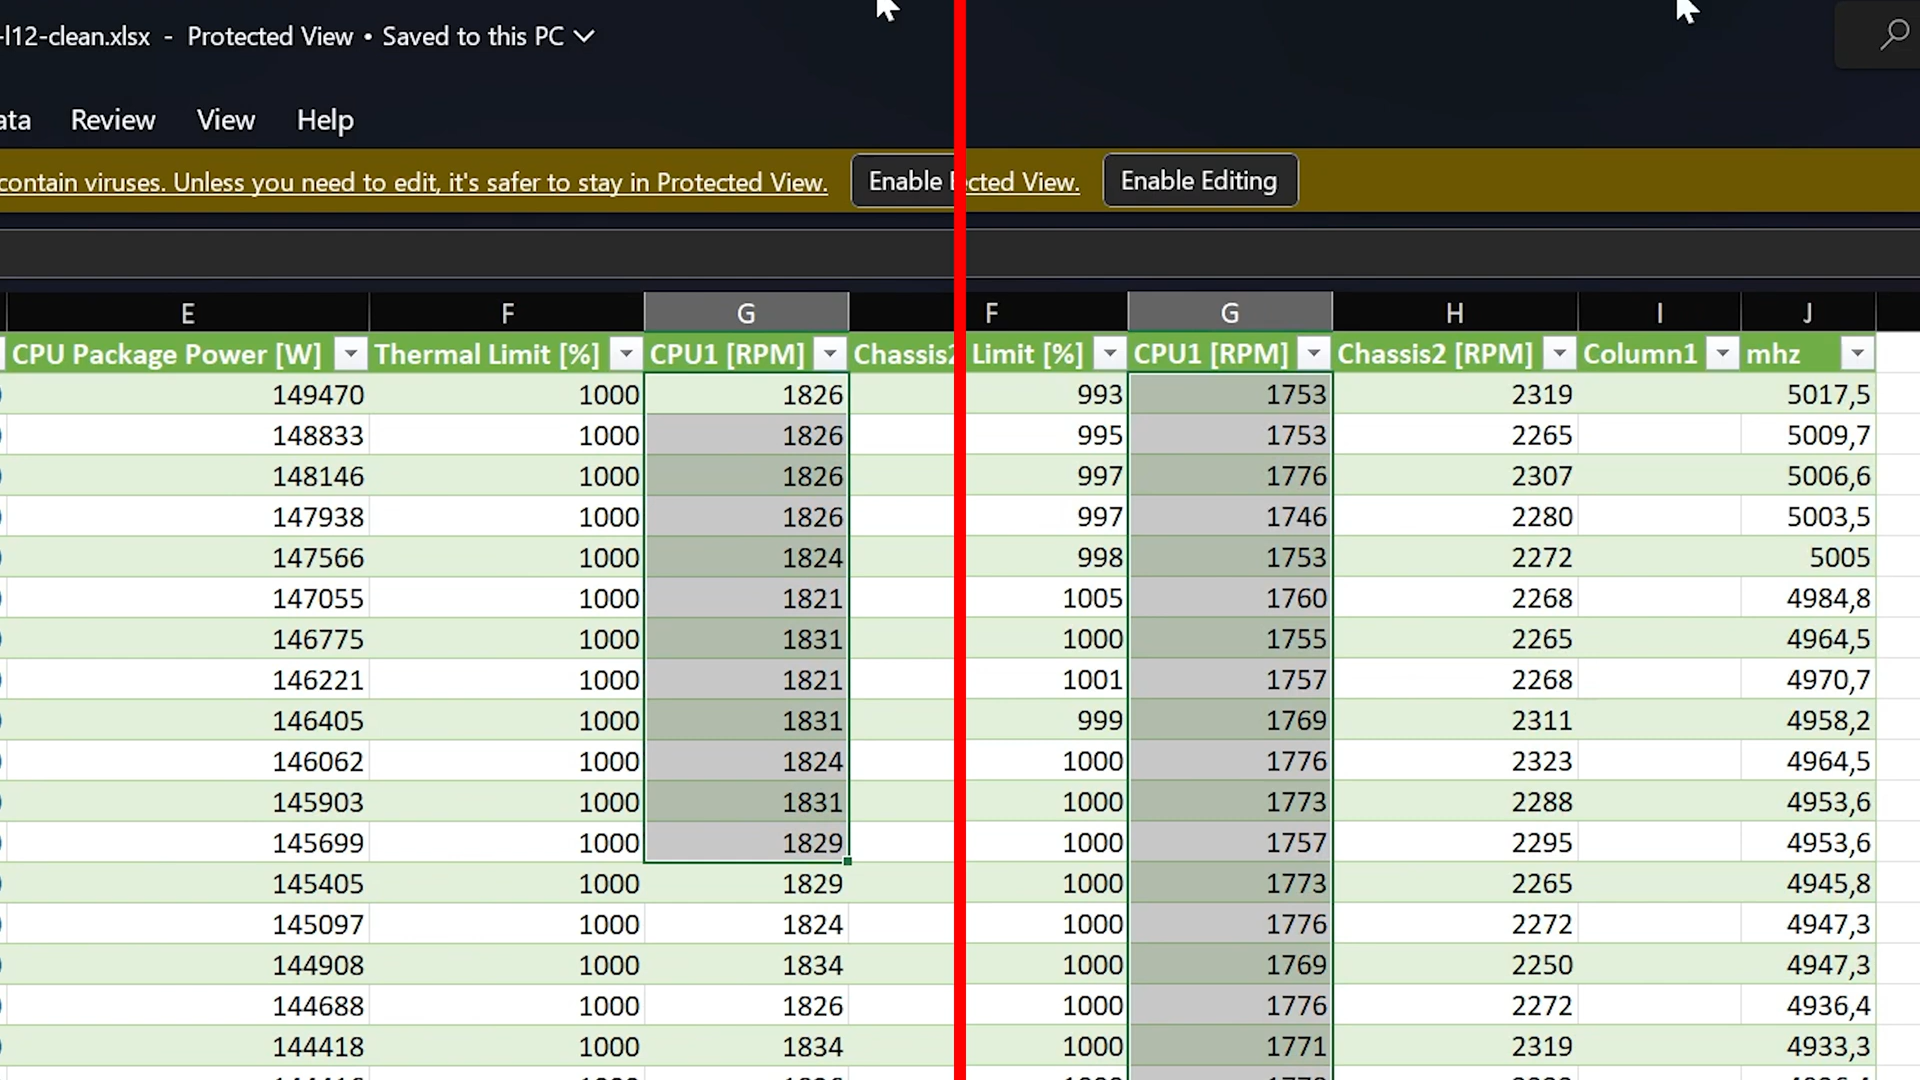 -l12-clean.xlsx - Protected View • Saved to this PC
ata Review View Help
contain viruses. Unless you need to edit, it's safer to stay in Protected View. Enable E
cted View. Enable Editing
E F G
F G H I J
CPU Package Power [W] Thermal Limit [%] CPU1 [RPM] Chassis2
Limit [%] CPU1 [RPM] Chassis2 [RPM] Column1 mhz
149470 1000 1826
993 1753 2319 5017,5
148833 1000 1826
995 1753 2265 5009,7
148146 1000 1826
997 1776 2307 5006,6
147938 1000 1826
997 1746 2280 5003,5
147566 1000 1824
998 1753 2272 5005
147055 1000 1821
1005 1760 2268 4984,8
146775 1000 1831
1000 1755 2265 4964,5
146221 1000 1821
1001 1757 2268 4970,7
146405 1000 1831
999 1769 2311 4958,2
146062 1000 1824
1000 1776 2323 4964,5
145903 1000 1831
1000 1773 2288 4953,6
145699 1000 1829
1000 1757 2295 4953,6
145405 1000 1829
1000 1773 2265 4945,8
145097 1000 1824
1000 1776 2272 4947,3
144908 1000 1834
1000 1769 2250 4947,3
144688 1000 1826
1000 1776 2272 4936,4
144418 1000 1834
1000 1771 2319 4933,3